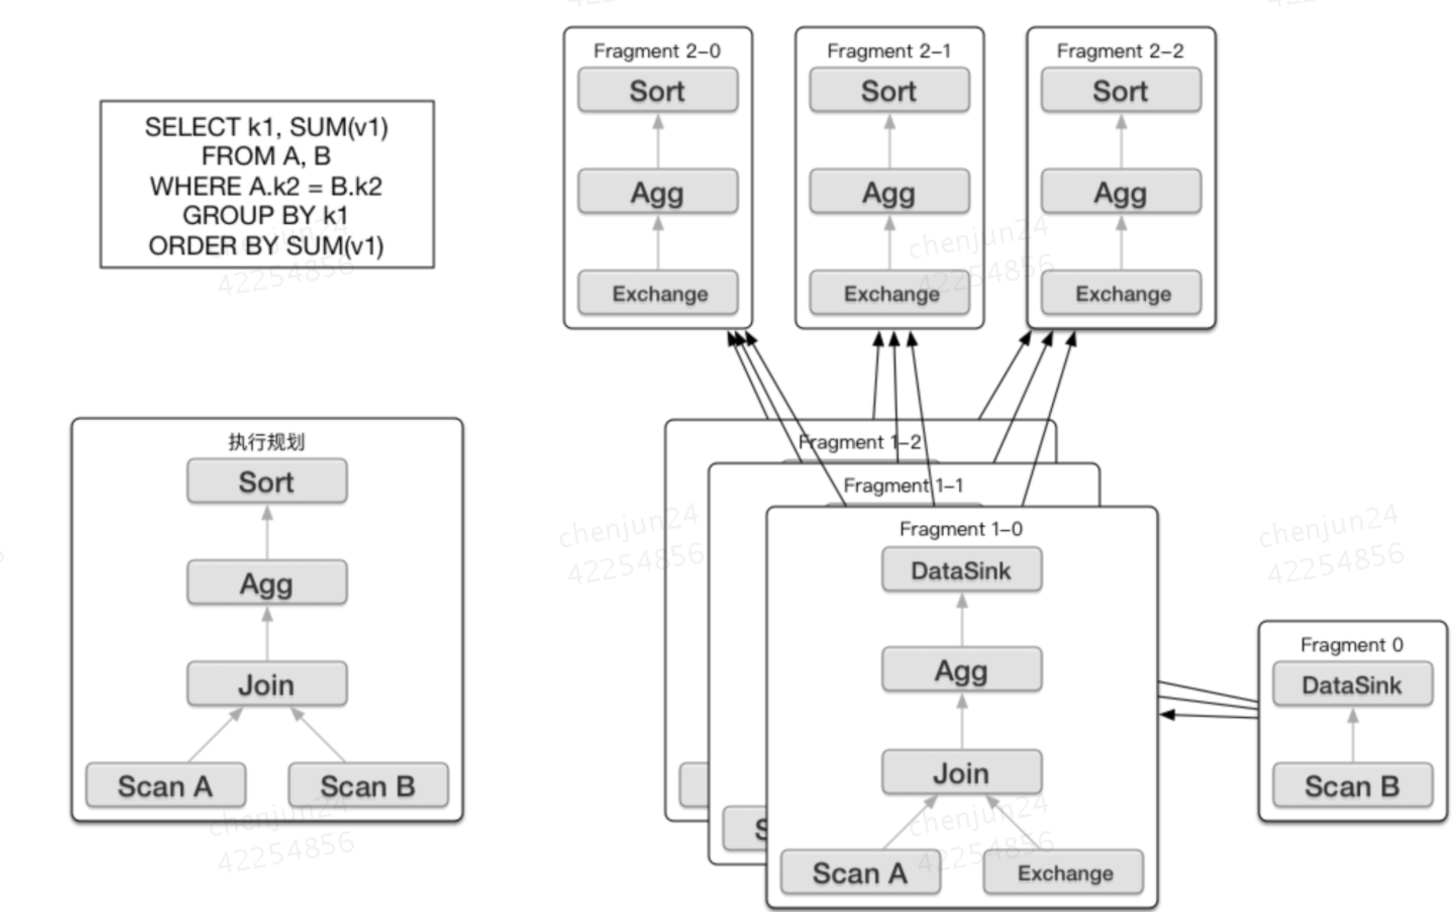 SELECT k1, SUM(v1)
FROM A, B
WHERE A.k2 = B.k2
GROUP BY k1
ORDER BY SUM(v1)
执行规划
Sort
Agg
Join
Scan A
Scan B
Fragment 2-0
Sort
Agg
Exchange
Fragment 2-1
Sort
Agg
Exchange
Fragment 2-2
Sort
Agg
Exchange
Fragment 1-2
Fragment 1-1
S
Fragment 1-0
DataSink
Agg
Join
Scan A
Exchange
Fragment 0
DataSink
Scan B
chenjun24
42254856
chenjun24
42254856
chenjun24
42254856
chenjun24
42254856
chenjun24
42254856
chenjun24
42254856